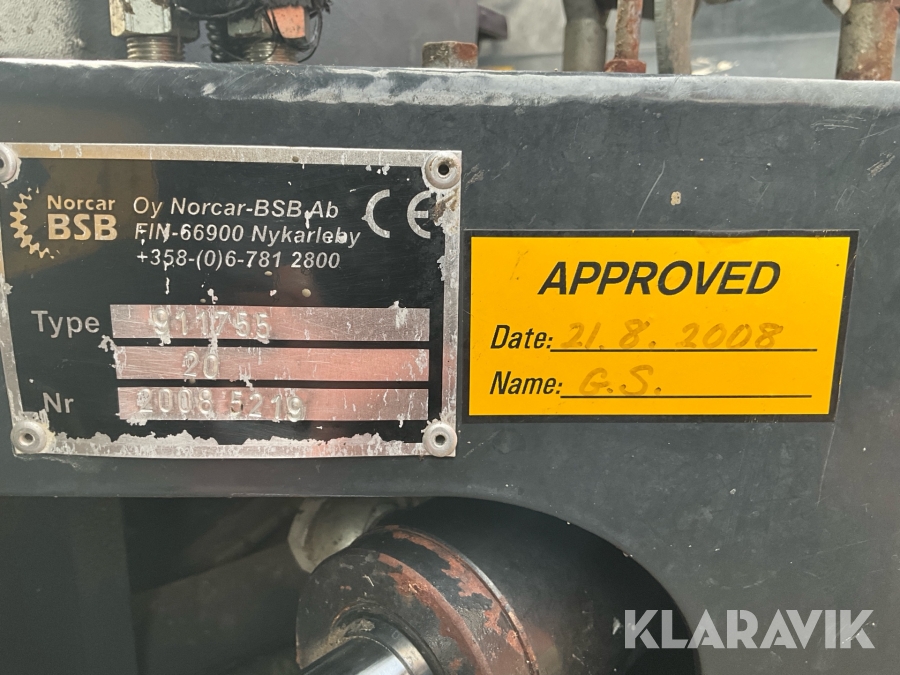 Norcar
BSB
Oy Norcar-BSB Ab
FIN-66900 Nykarleby
+358-(0)6-781 2800
CE
Type 911755
20
Nr 2008 5219
APPROVED
Date: 21.8.2008
Name: G.S.
KLARAVIK